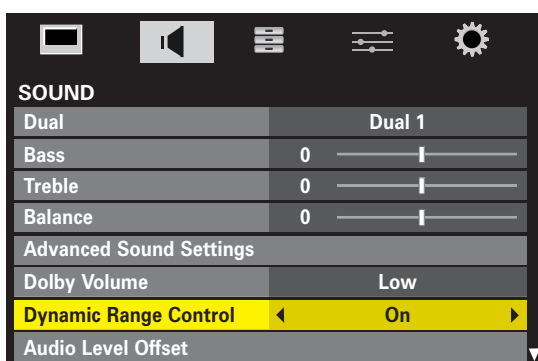 SOUND
Dual Dual 1
Bass 0
Treble 0
Balance 0
Advanced Sound Settings
Dolby Volume Low
Dynamic Range Control On
Audio Level Offset